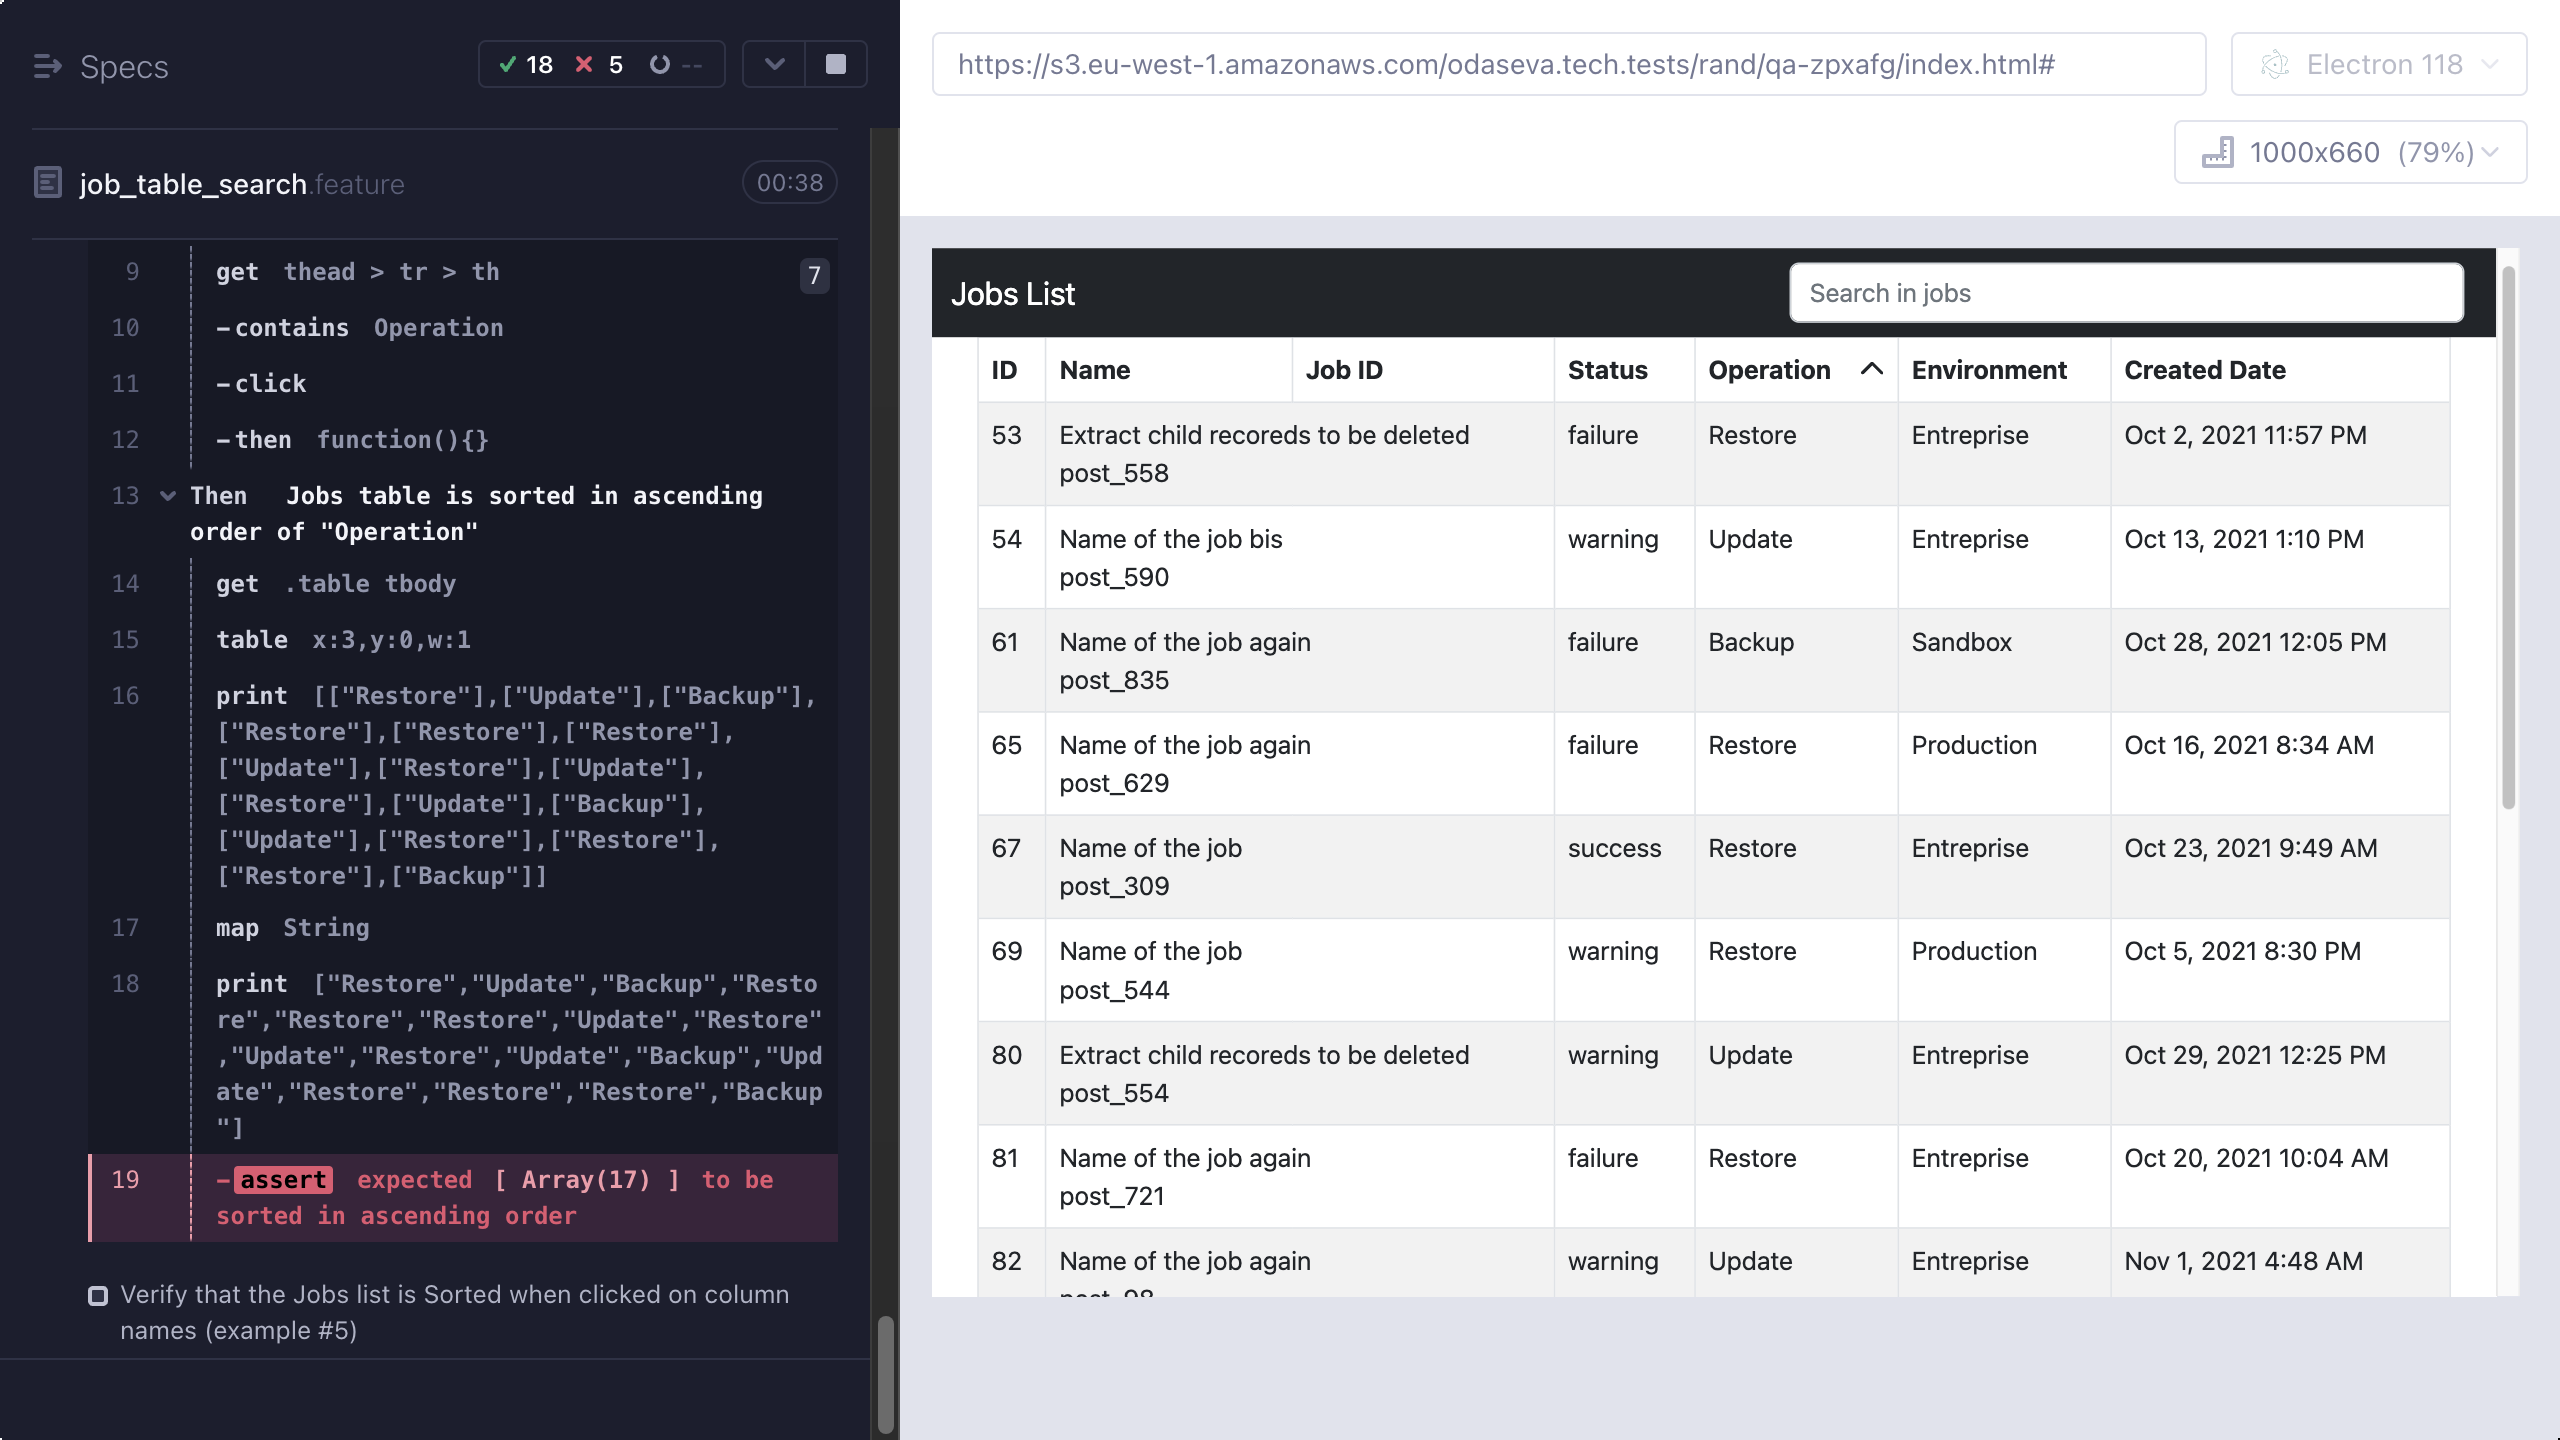 Specs
18 5 --
job_table_search.feature
00:38
9 get thead > tr > th 7
10 -contains Operation
11 -click
12 -then function(){}
13 Then Jobs table is sorted in ascending
order of "Operation"
14 get .table tbody
15 table x:3,y:0,w:1
16 print [["Restore"],["Update"],["Backup"],
["Restore"],["Restore"],["Restore"],
["Update"],["Restore"],["Update"],
["Restore"],["Update"],["Backup"],
["Update"],["Restore"],["Restore"],
["Restore"],["Backup"]]
17 map String
18 print ["Restore","Update","Backup","Resto
re","Restore","Restore","Update","Restore"
,"Update","Restore","Update","Backup","Upd
ate","Restore","Restore","Restore","Backup
"]
19 -assert expected [ Array(17) ] to be
sorted in ascending order
Verify that the Jobs list is Sorted when clicked on column
names (example #5)
https://s3.eu-west-1.amazonaws.com/odaseva.tech.tests/rand/qa-zpxafg/index.html#
Electron 118
1000x660 (79%)
Jobs List
Search in jobs
ID Name Job ID Status Operation Environment Created Date
53 Extract child recoreds to be deleted failure Restore Entreprise Oct 2, 2021 11:57 PM
post_558
54 Name of the job bis warning Update Entreprise Oct 13, 2021 1:10 PM
post_590
61 Name of the job again failure Backup Sandbox Oct 28, 2021 12:05 PM
post_835
65 Name of the job again failure Restore Production Oct 16, 2021 8:34 AM
post_629
67 Name of the job success Restore Entreprise Oct 23, 2021 9:49 AM
post_309
69 Name of the job warning Restore Production Oct 5, 2021 8:30 PM
post_544
80 Extract child recoreds to be deleted warning Update Entreprise Oct 29, 2021 12:25 PM
post_554
81 Name of the job again failure Restore Entreprise Oct 20, 2021 10:04 AM
post_721
82 Name of the job again warning Update Entreprise Nov 1, 2021 4:48 AM